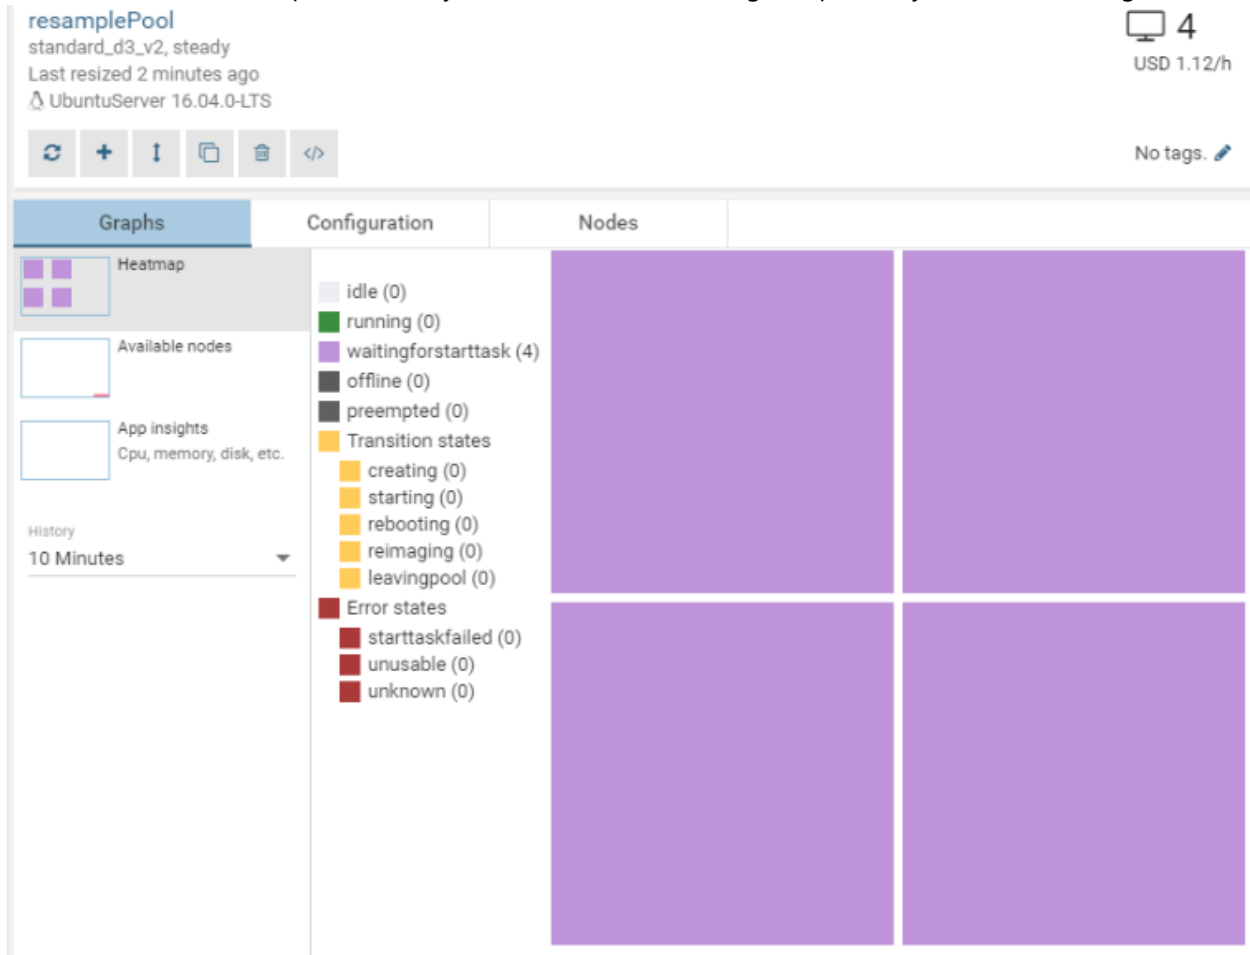 resamplePool
standard_d3_v2, steady
Last resized 2 minutes ago
UbuntuServer 16.04.0-LTS
4
USD 1.12/h
No tags.
Graphs
Configuration
Nodes
Heatmap
Available nodes
App insights
Cpu, memory, disk, etc.
History
10 Minutes
idle (0)
running (0)
waitingforstarttask (4)
offline (0)
preempted (0)
Transition states
creating (0)
starting (0)
rebooting (0)
reimaging (0)
leavingpool (0)
Error states
starttaskfailed (0)
unusable (0)
unknown (0)